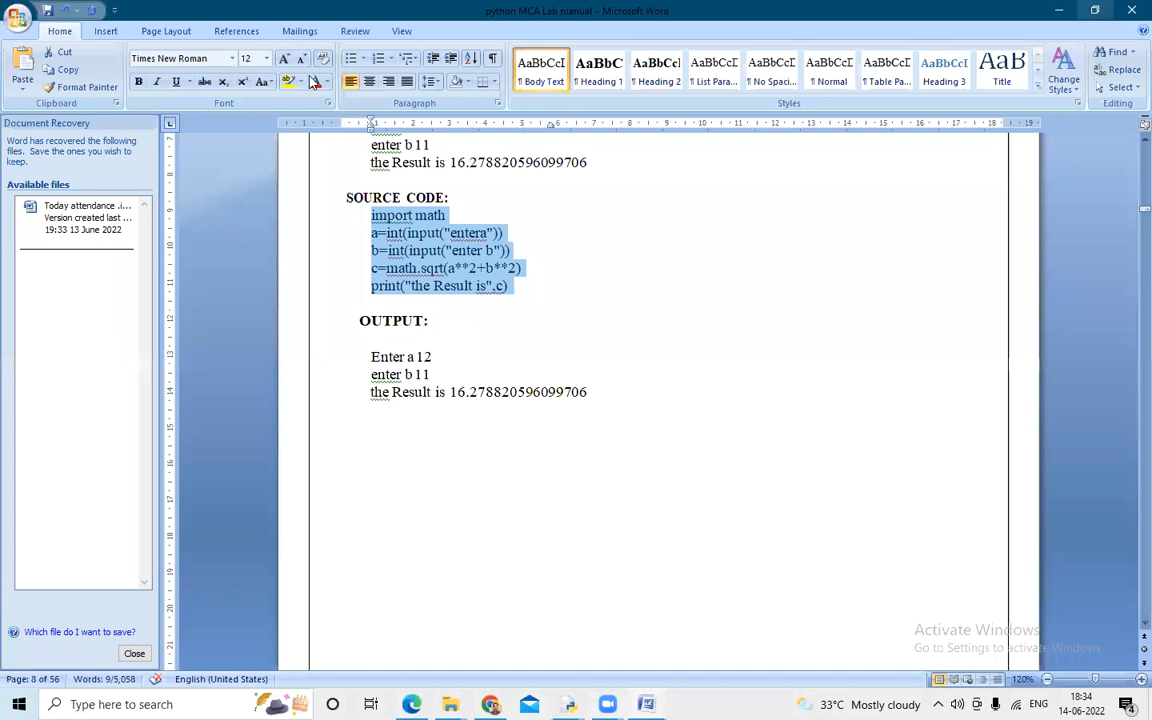 python MCA Lab manual - Microsoft Word
Home Insert Page Layout References Mailings Review View
Cut
Copy
Format Painter
Paste
Clipboard
Times New Roman 12
Font
Paragraph
AaBbCcI AaBbC AaBbCc AaBbCcI AaBbCcI AaBbCcI AaBbCcI AaBbCcI AaB
¶ Body Text ¶ Heading 1 ¶ Heading 2 ¶ List Para... ¶ No Spaci... ¶ Normal ¶ Table Pa... Heading 3 Title
Change
Styles
Styles
Find
Replace
Select
Editing
Document Recovery
Word has recovered the following
files. Save the ones you wish to
keep.
Available files
Today attendance .i...
Version created last ...
19:33 13 June 2022
Which file do I want to save?
Close
enter b 11
the Result is 16.278820596099706
SOURCE CODE:
import math
a=int(input("entera"))
b=int(input("enter b"))
c=math.sqrt(a**2+b**2)
print("the Result is",c)
OUTPUT:
Enter a 12
enter b 11
the Result is 16.278820596099706
Activate Windows
Go to Settings to activate Windows.
Page: 8 of 56 Words: 9/5,058 English (United States) 120%
Type here to search
33°C Mostly cloudy ENG 18:34
14-06-2022 4